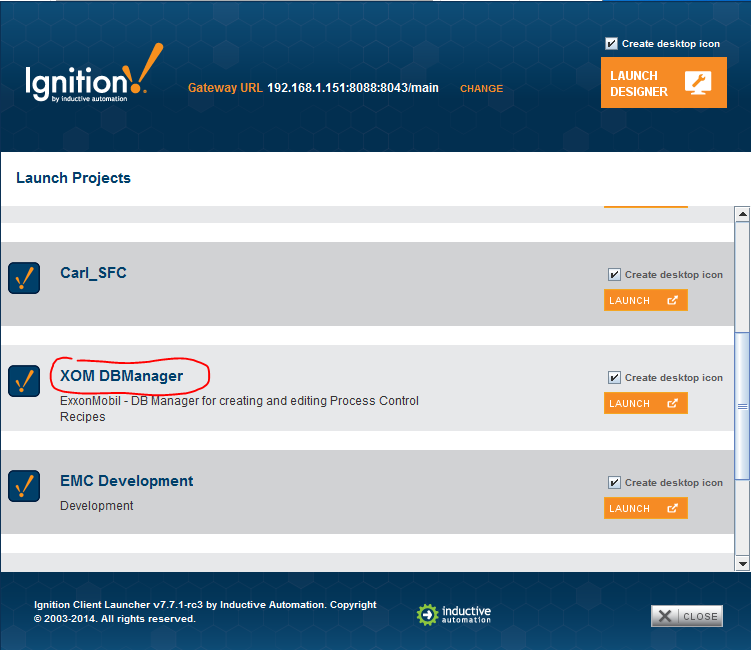 Create desktop icon
Ignition!
by inductive automation
Gateway URL 192.168.1.151:8088:8043/main CHANGE
LAUNCH
DESIGNER
Launch Projects
Carl_SFC
Create desktop icon
LAUNCH
XOM DBManager
Create desktop icon
ExxonMobil - DB Manager for creating and editing Process Control
Recipes
LAUNCH
EMC Development
Create desktop icon
Development
LAUNCH
Ignition Client Launcher v7.7.1-rc3 by Inductive Automation. Copyright
© 2003-2014. All rights reserved.
inductive
automation
CLOSE